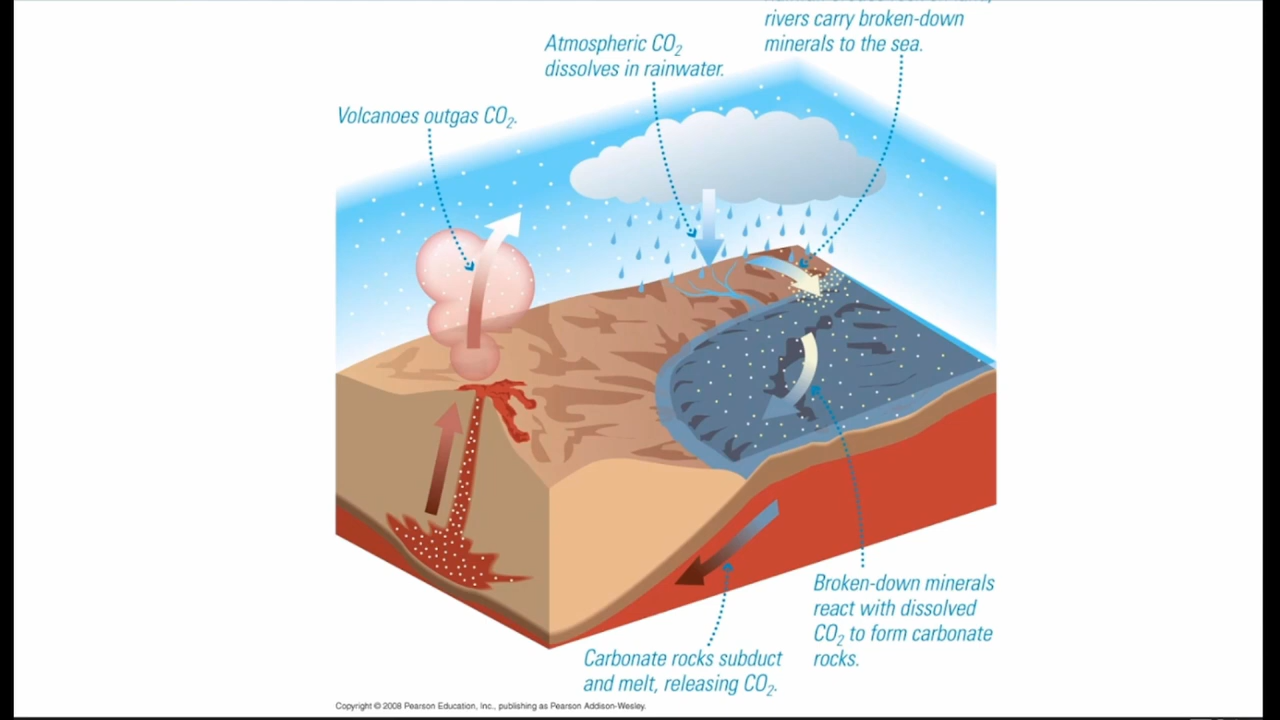 rivers carry broken-down
minerals to the sea.
Atmospheric CO₂
dissolves in rainwater.
Volcanoes outgas CO₂.
Broken-down minerals
react with dissolved
CO₂ to form carbonate
rocks.
Carbonate rocks subduct
and melt, releasing CO₂.
Copyright © 2008 Pearson Education, Inc., publishing as Pearson Addison-Wesley.